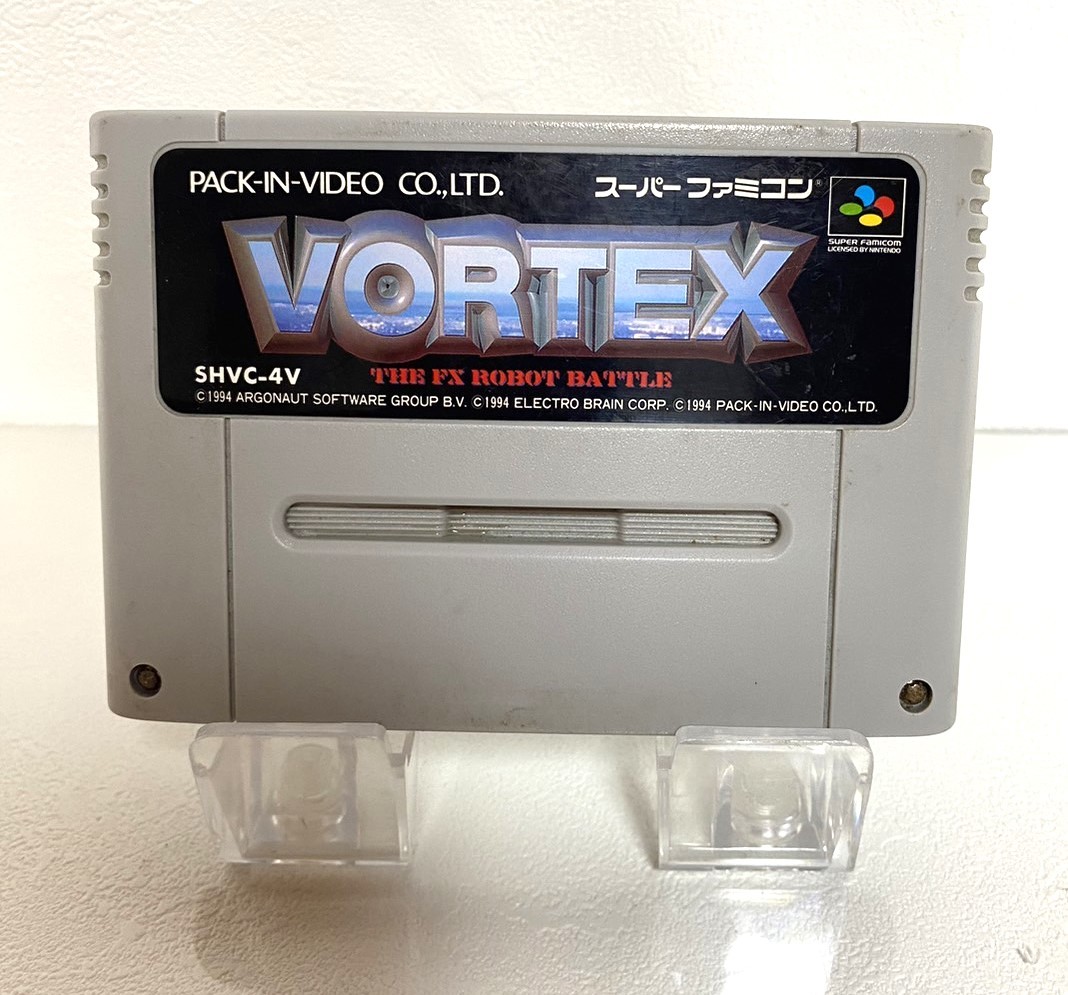 PACK-IN-VIDEO CO.,LTD.
スーパーファミコン®
SUPER FAMICOM
LICENSED BY NINTENDO
VORTEX
SHVC-4V
THE FX ROBOT BATTLE
©1994 ARGONAUT SOFTWARE GROUP B.V. ©1994 ELECTRO BRAIN CORP. ©1994 PACK-IN-VIDEO CO.,LTD.